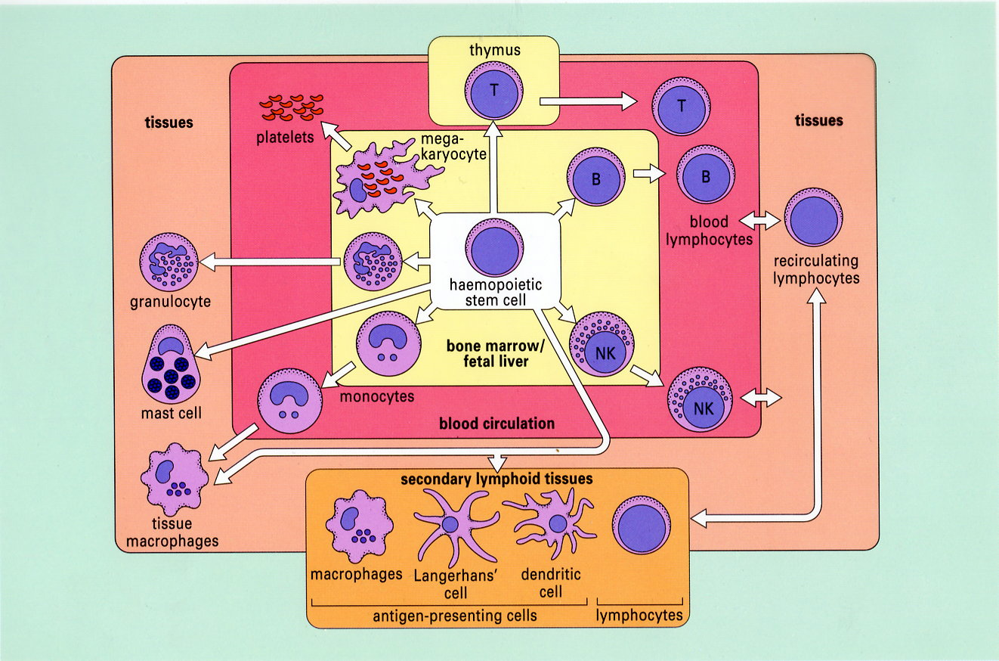 thymus
T
T
tissues
tissues
platelets
mega-
karyocyte
B
B
blood
lymphocytes
recirculating
lymphocytes
haemopoietic
stem cell
granulocyte
bone marrow/
fetal liver
NK
monocytes
mast cell
NK
blood circulation
secondary lymphoid tissues
tissue
macrophages
macrophages
Langerhans'
cell
dendritic
cell
antigen-presenting cells
lymphocytes